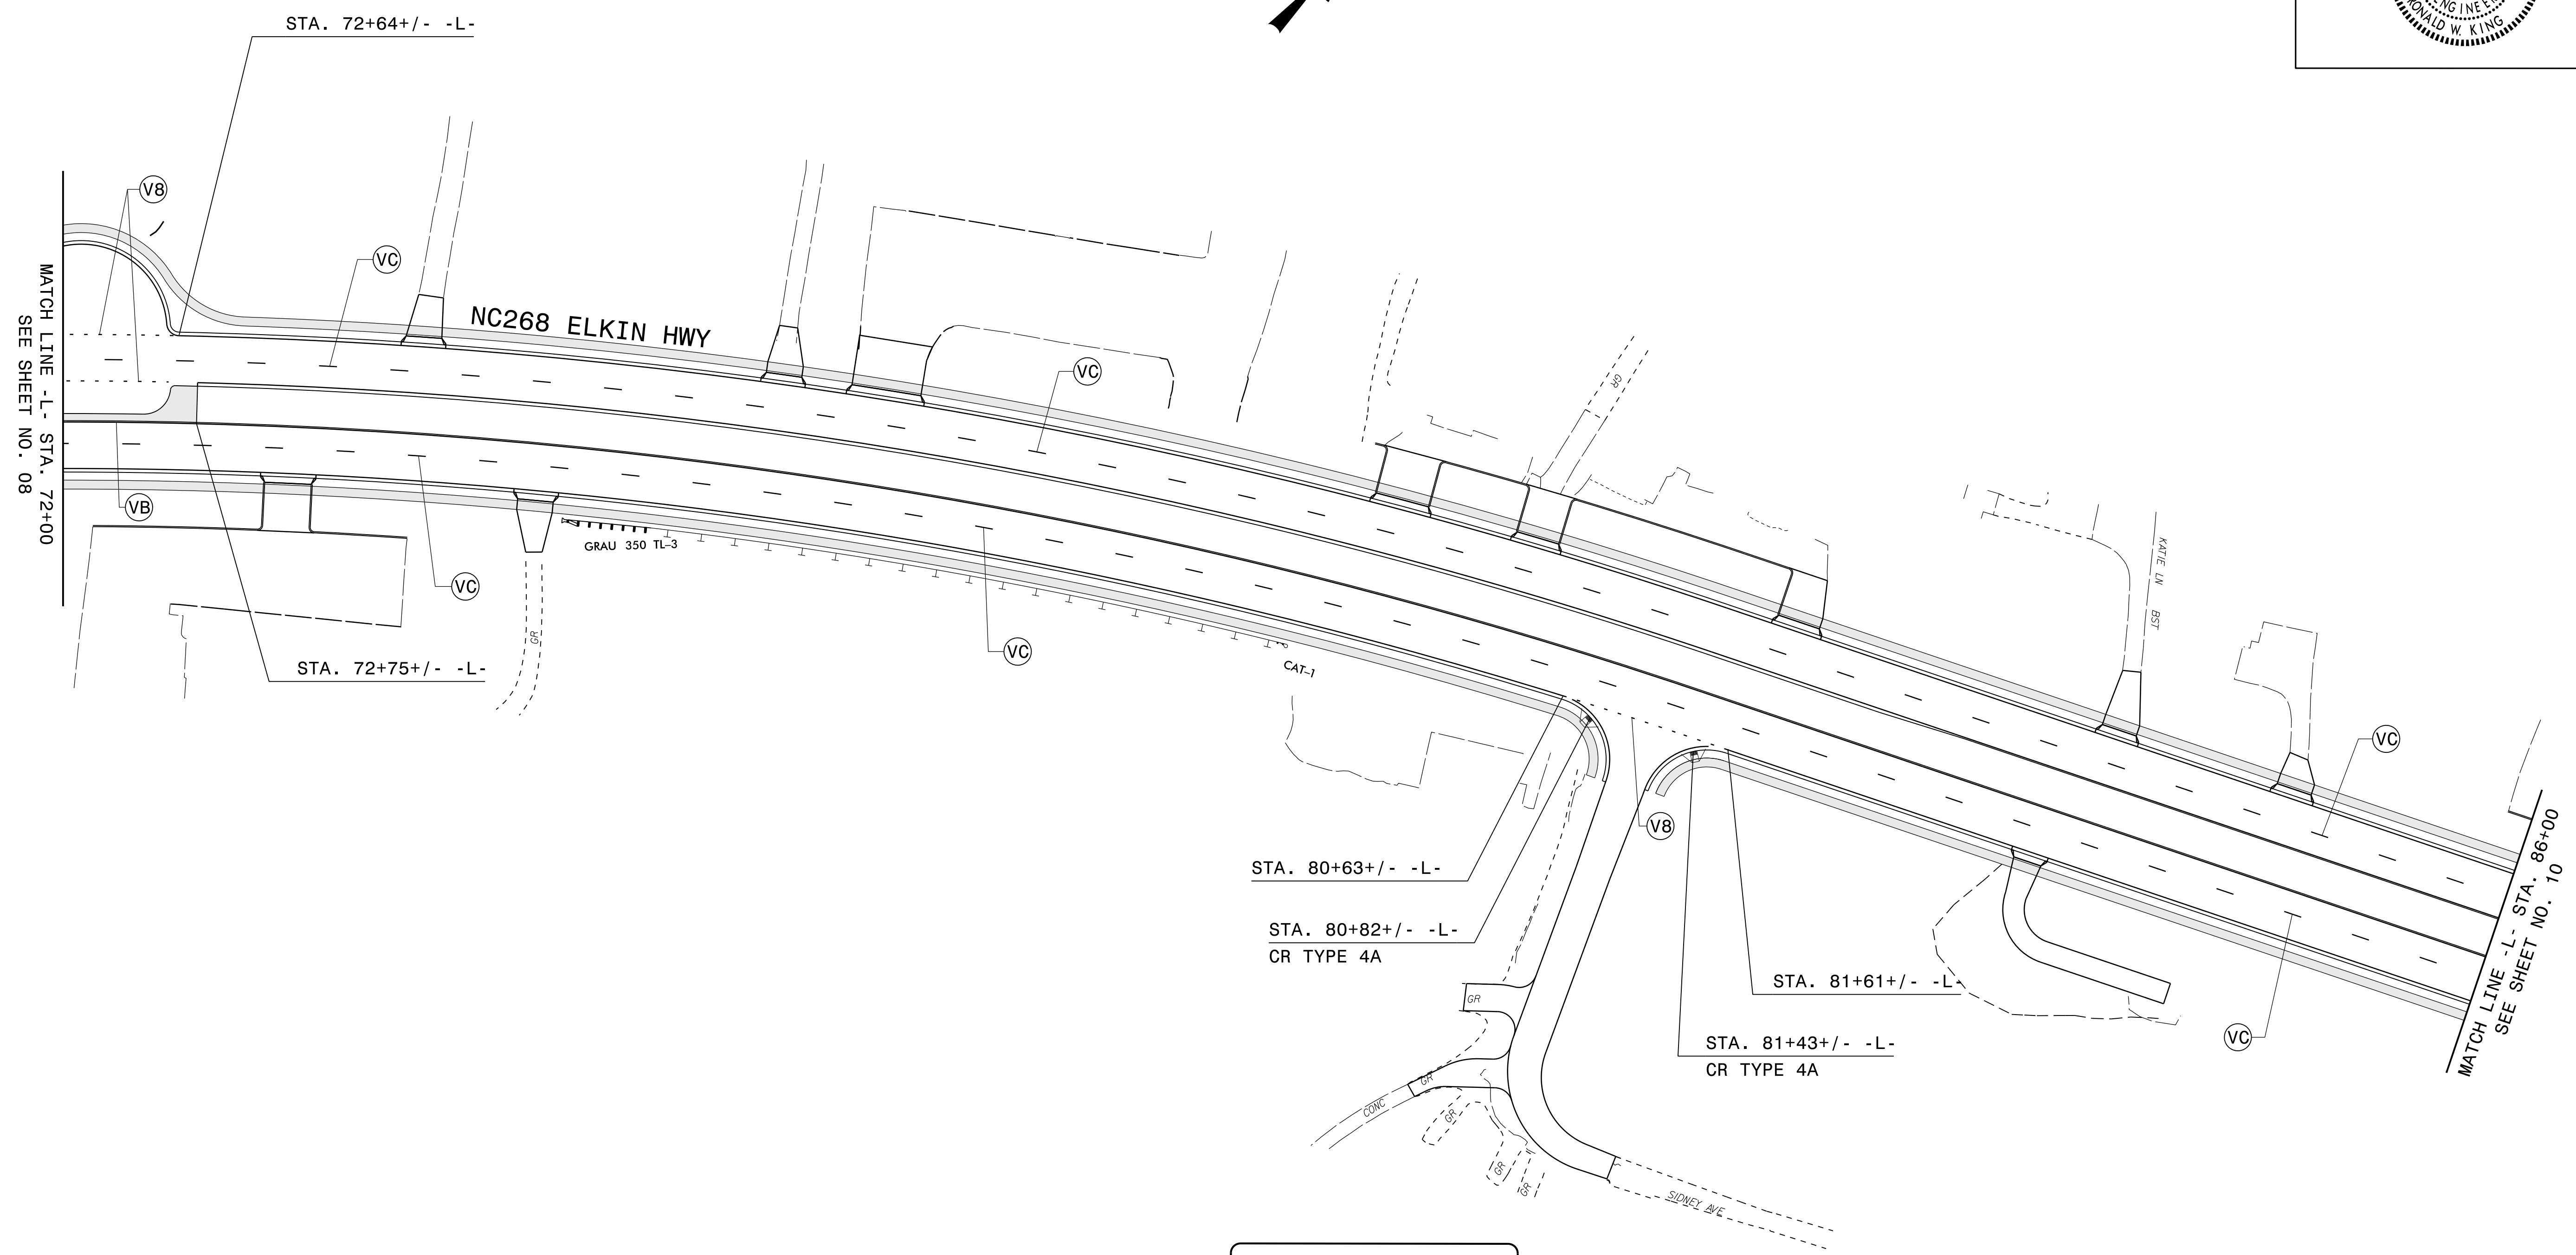 STA. 72+64+/- -L-
ENGINEER
RONALD W. KING
V8
VC
NC268 ELKIN HWY
MATCH LINE -L- STA. 72+00
SEE SHEET NO. 08
VB
VC
GRAU 350 TL-3
GR
STA. 72+75+/- -L-
VC
VC
CAT-1
GR
KATIE LN
BST
VC
V8
STA. 80+63+/- -L-
STA. 80+82+/- -L-
CR TYPE 4A
STA. 81+61+/- -L-
STA. 81+43+/- -L-
CR TYPE 4A
VC
MATCH LINE -L- STA. 86+00
SEE SHEET NO. 10
GR
GR
CONC
GR
GR
GR
SIDNEY AVE